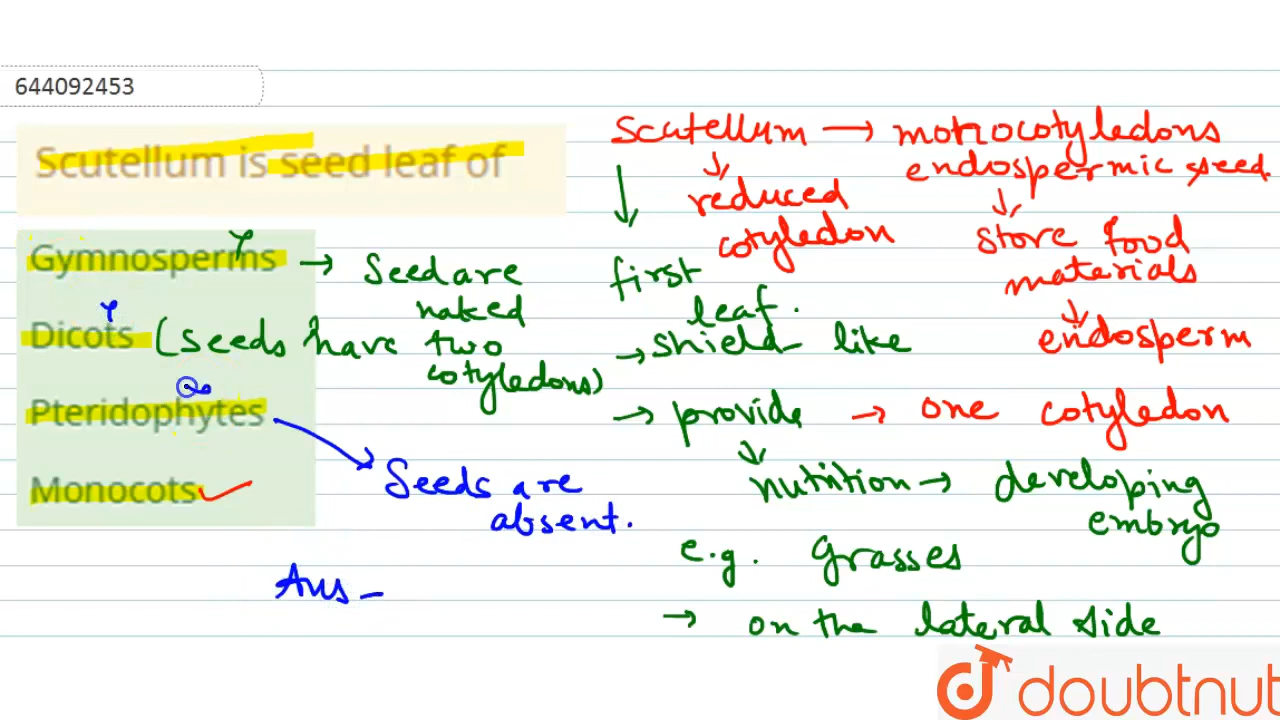 644092453
Scutellum is seed leaf of
Gymnosperms → Seed are
naked
Dicots (seeds have two
cotyledons)
Pteridophytes
Seeds are
absent.
Monocots
Ans -
Scutellum → monocotyledons
endospermic seed.
reduced
cotyledon
store food
materials
endosperm
first
leaf.
→ shield like
→ provide → one cotyledon
nutrition → developing
embryo
e.g. Grasses
→ on the lateral side
doubtnut